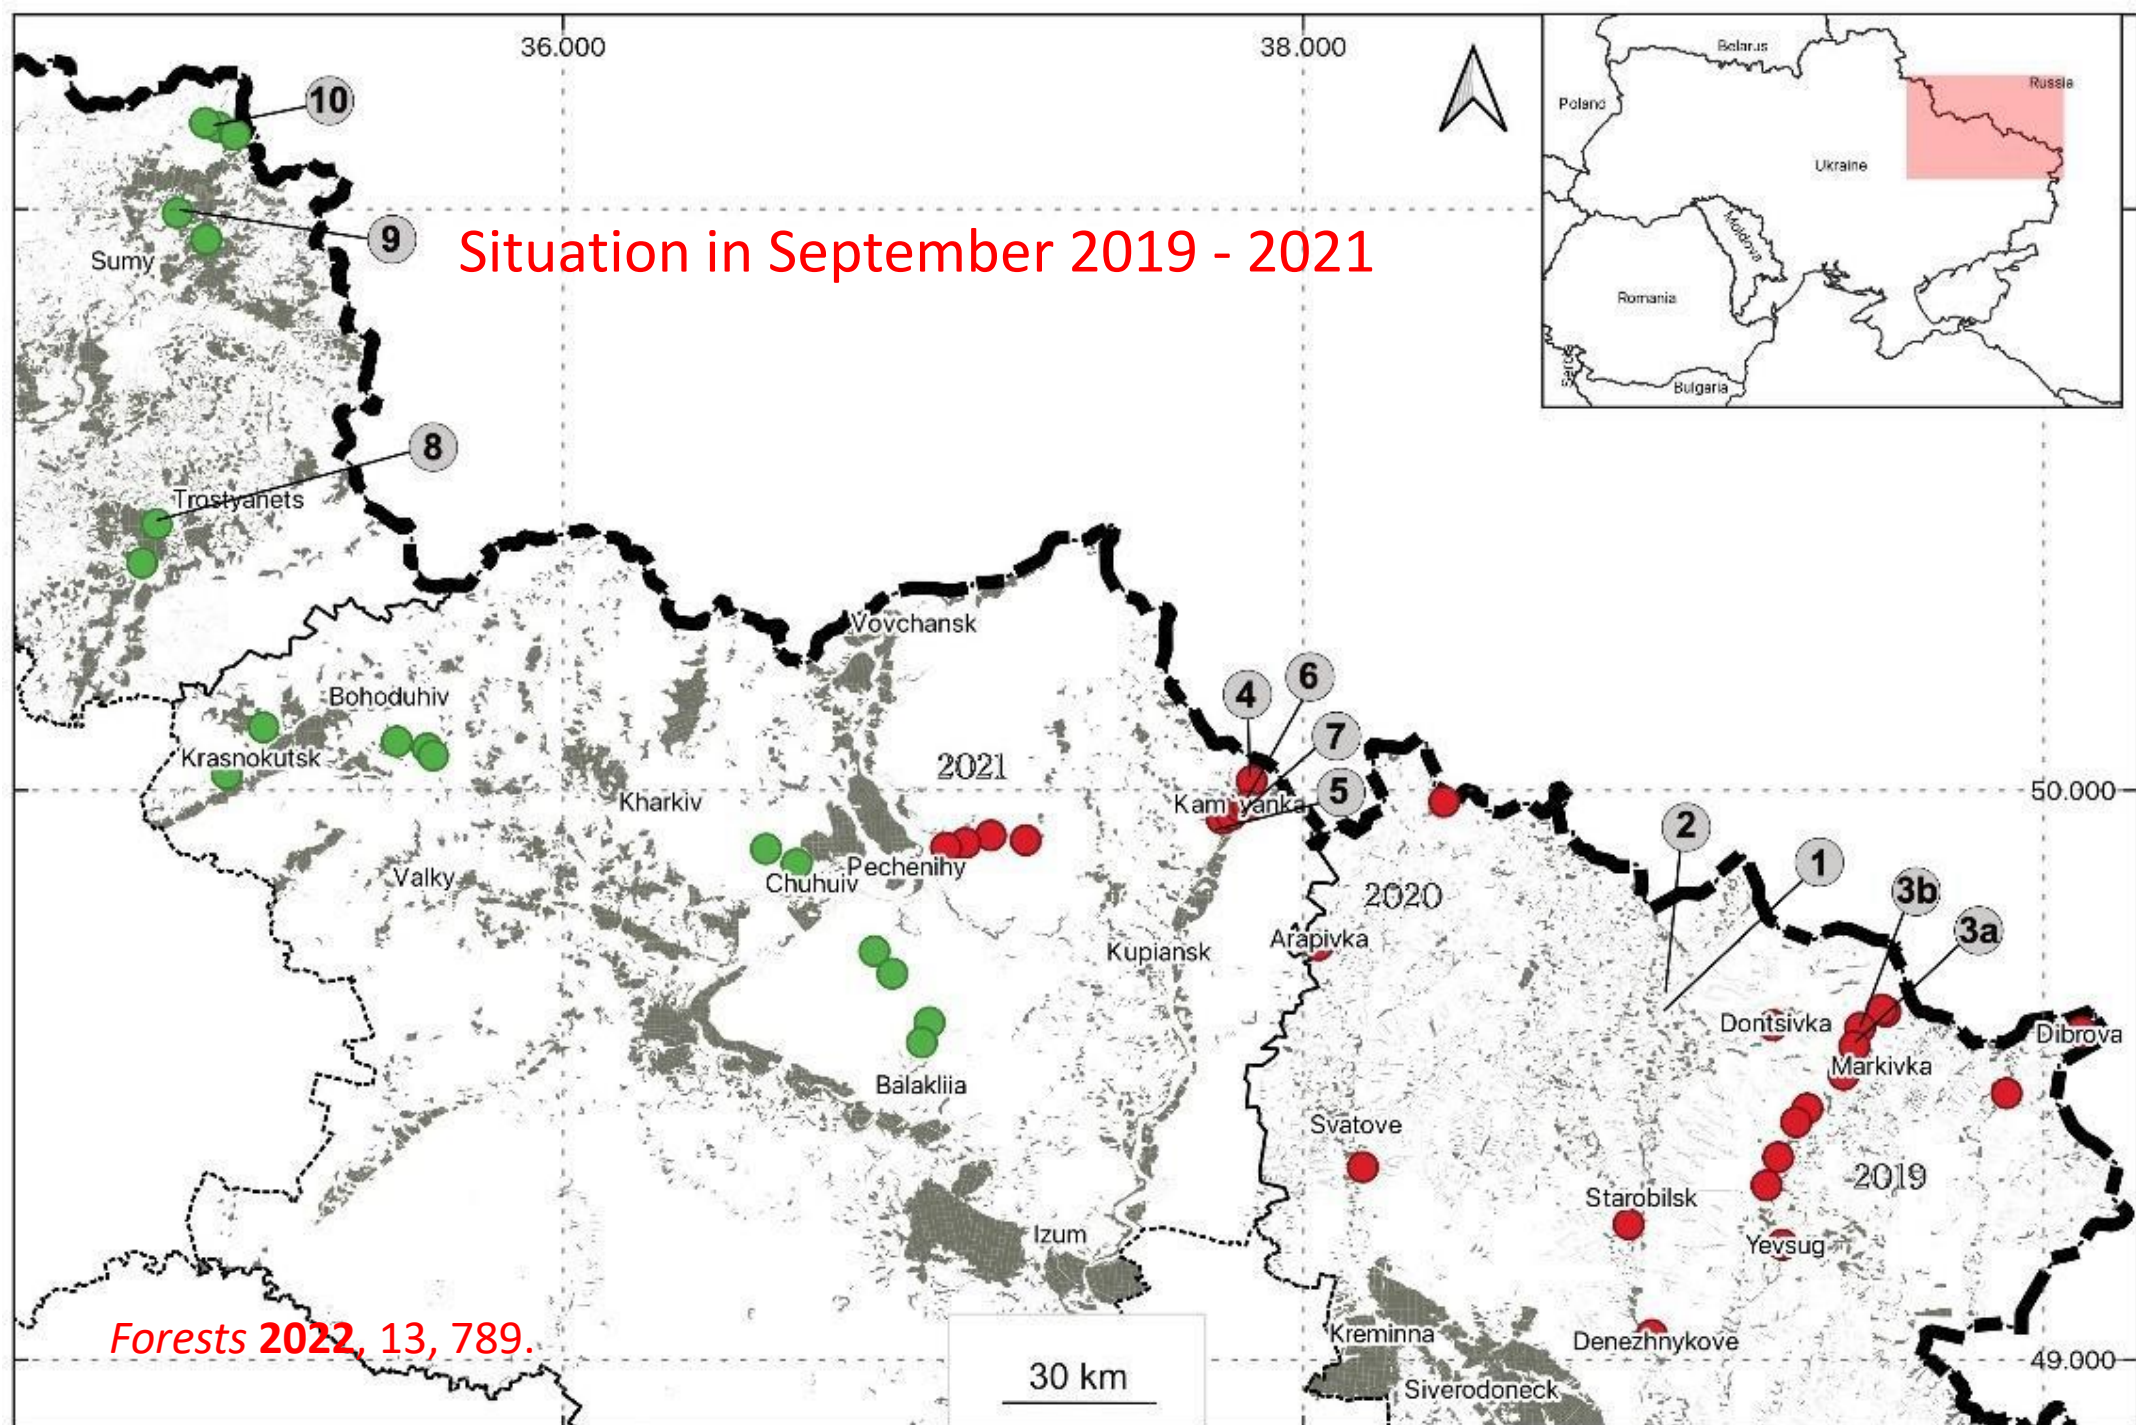 36.000
38.000
Belarus
Russia
Poland
Ukraine
Moldova
Romania
Serbia
Bulgaria
10
9
Sumy
Situation in September 2019 - 2021
8
Trostyanets
Vovchansk
Bohoduhiv
4
6
7
5
Krasnokutsk
2021
Kharkiv
Kamyanka
50.000
2
1
3b
3a
Valky
Chuhuiv
Pechenihy
2020
Arapivka
Kupiansk
Dontsivka
Dibrova
Markivka
Balakliia
Svatove
2019
Starobilsk
Yevsug
Izum
Forests 2022, 13, 789.
Kreminna
Denezhnykove
49.000
30 km
Siverodoneck